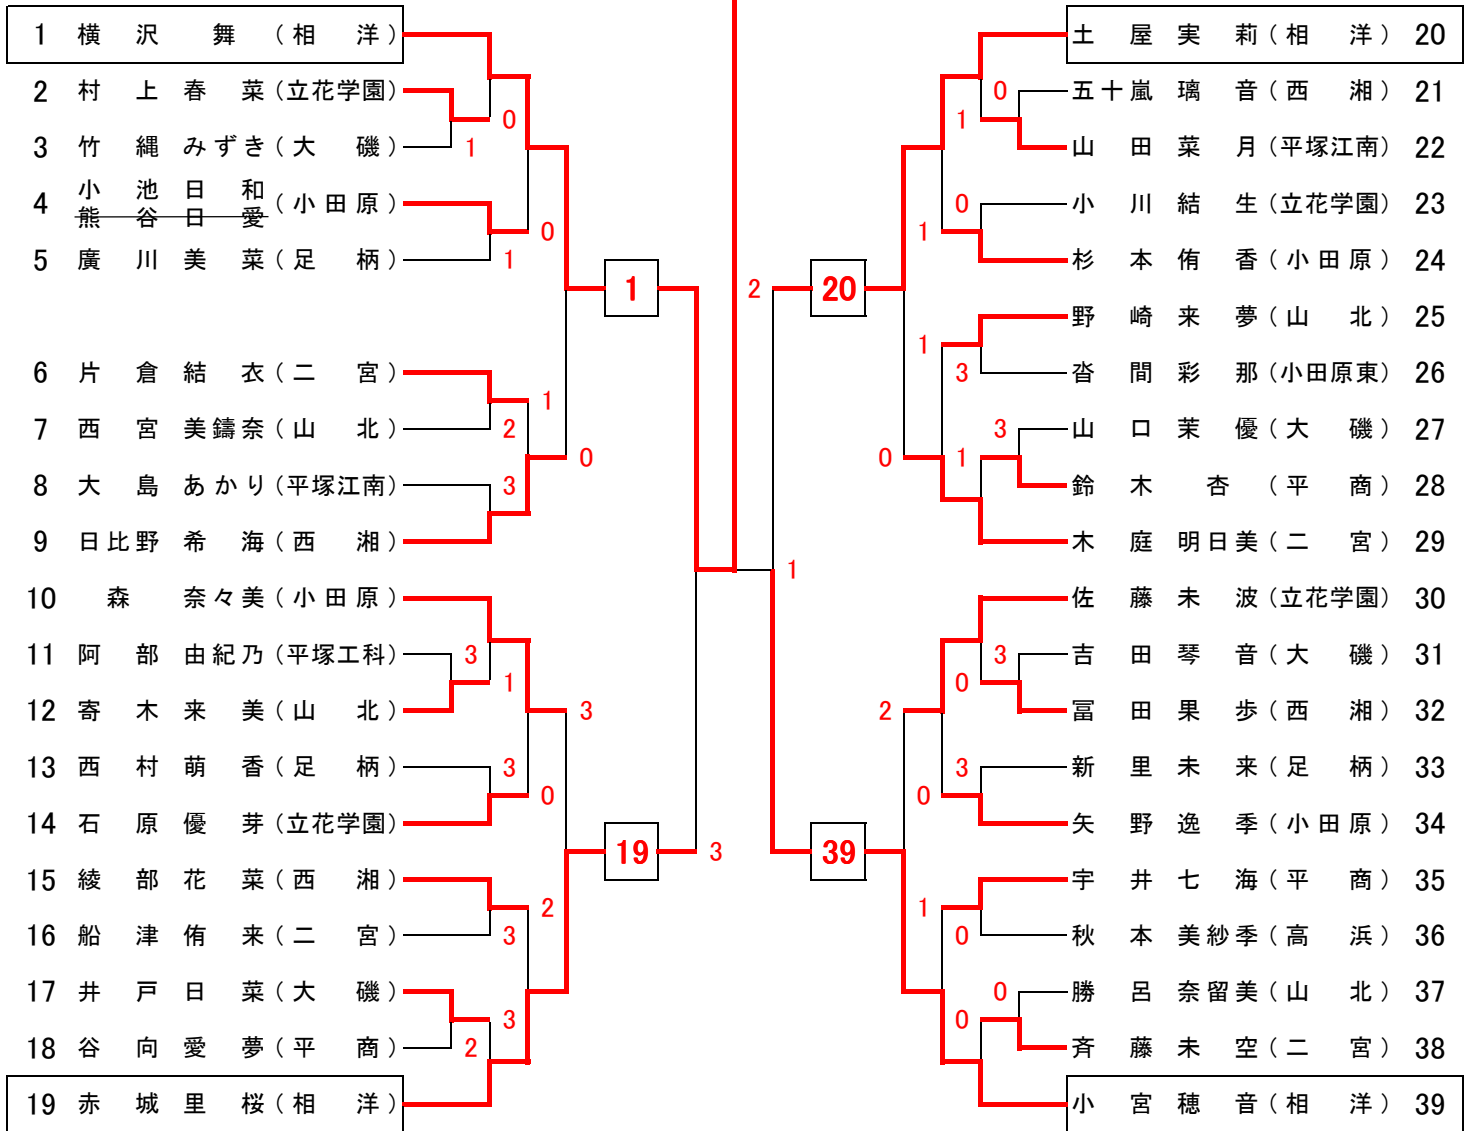 1 横沢 舞 (相洋)
2 村上春菜 (立花学園)
3 竹縄みずき (大磯)
4 小池日和 (小田原)
熊谷日愛
5 廣川美菜 (足柄)
6 片倉結衣 (二宮)
7 西宮美鑄奈 (山北)
8 大島あかり (平塚江南)
9 日比野希海 (西湘)
10 森奈々美 (小田原)
11 阿部由紀乃 (平塚工科)
12 寄木来美 (山北)
13 西村萌香 (足柄)
14 石原優芽 (立花学園)
15 綾部花菜 (西湘)
16 船津侑来 (二宮)
17 井戸日菜 (大磯)
18 谷向愛夢 (平商)
19 赤城里桜 (相洋)
0
1
0
1
1
1
2
0
3
3
1
3
3
0
19
3
2
3
3
2
2
20
1
39
0
1
0
1
1
3
3
0
1
3
2
0
3
0
1
0
0
0
土屋実莉 (相洋) 20
五十嵐璃音 (西湘) 21
山田菜月 (平塚江南) 22
小川結生 (立花学園) 23
杉本侑香 (小田原) 24
野崎来夢 (山北) 25
沓間彩那 (小田原東) 26
山口茉優 (大磯) 27
鈴木杏 (平商) 28
木庭明日美 (二宮) 29
佐藤未波 (立花学園) 30
吉田琴音 (大磯) 31
冨田果歩 (西湘) 32
新里未来 (足柄) 33
矢野逸季 (小田原) 34
宇井七海 (平商) 35
秋本美紗季 (高浜) 36
勝呂奈留美 (山北) 37
斉藤未空 (二宮) 38
小宮穂音 (相洋) 39